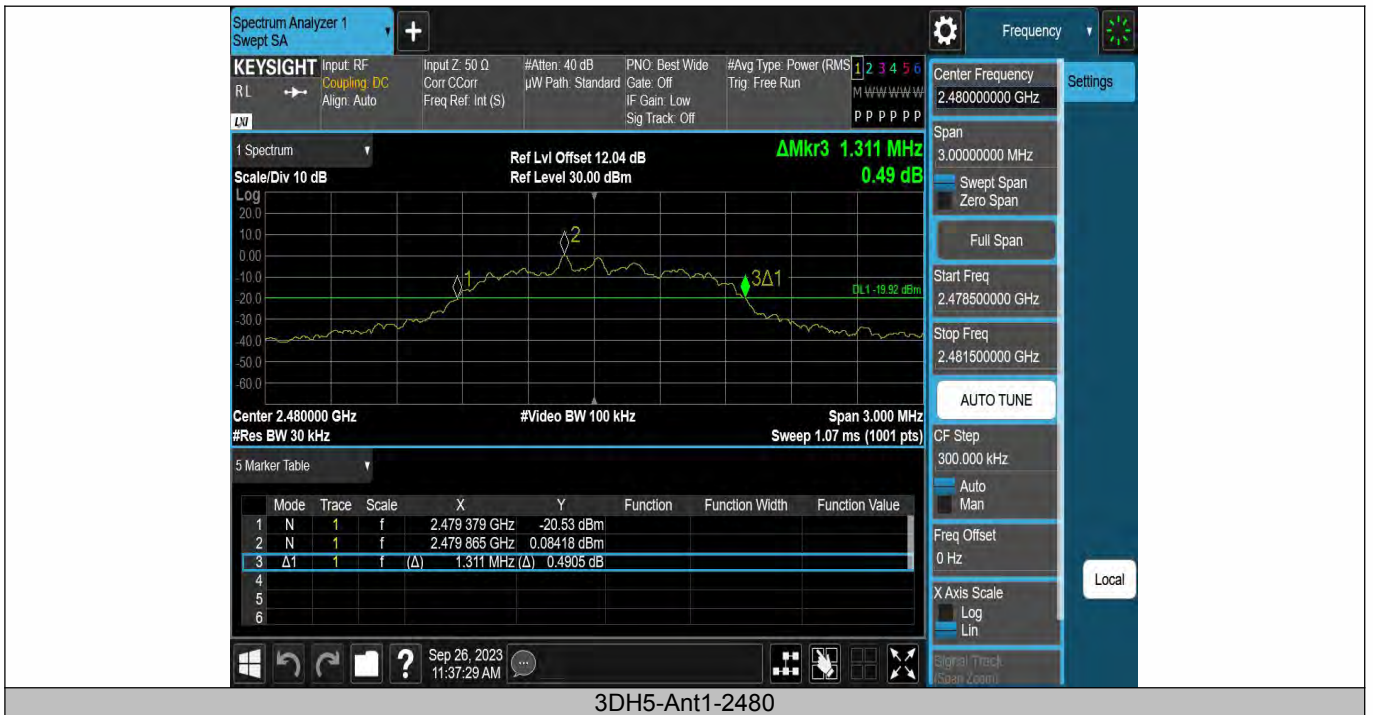 Spectrum Analyzer 1
Swept SA
Frequency
KEYSIGHT
RL
LXI
Input: RF
Coupling: DC
Align: Auto
Input Z: 50 Ω
Corr CCorr
Freq Ref: Int (S)
#Atten: 40 dB
µW Path: Standard
PNO: Best Wide
Gate: Off
IF Gain: Low
Sig Track: Off
#Avg Type: Power (RMS
Trig: Free Run
1 2 3 4 5 6
M W W W W W
P P P P P P
1 Spectrum
Scale/Div 10 dB
Ref Lvl Offset 12.04 dB
Ref Level 30.00 dBm
ΔMkr3 1.311 MHz
0.49 dB
Log
20.0
10.0
0.00
-10.0
-20.0
-30.0
-40.0
-50.0
-60.0
1
2
3Δ1
DL1 -19.92 dBm
Center 2.480000 GHz
#Video BW 100 kHz
Span 3.000 MHz
#Res BW 30 kHz
Sweep 1.07 ms (1001 pts)
5 Marker Table
Mode Trace Scale X Y Function Function Width Function Value
1 N 1 f 2.479 379 GHz -20.53 dBm
2 N 1 f 2.479 865 GHz 0.08418 dBm
3 Δ1 1 f (Δ) 1.311 MHz (Δ) 0.4905 dB
4
5
6
Sep 26, 2023
11:37:29 AM
?
Center Frequency
2.480000000 GHz
Settings
Span
3.00000000 MHz
Swept Span
Zero Span
Full Span
Start Freq
2.478500000 GHz
Stop Freq
2.481500000 GHz
AUTO TUNE
CF Step
300.000 kHz
Auto
Man
Freq Offset
0 Hz
X Axis Scale
Log
Lin
Signal Track
(Span Zoom)
Local
3DH5-Ant1-2480